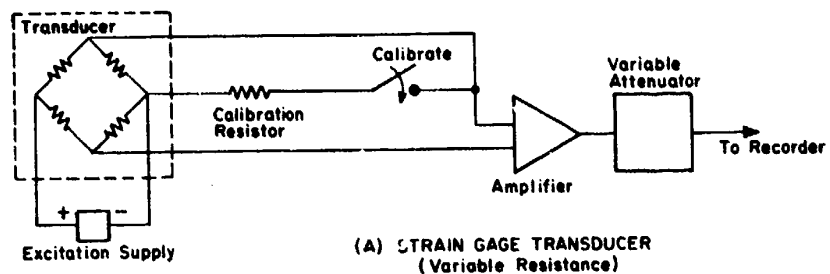 Transducer
Calibrate
Variable
Attenuator
Calibration
Resistor
To Recorder
Amplifier
+ -
Excitation Supply
(A) STRAIN GAGE TRANSDUCER
(Variable Resistance)